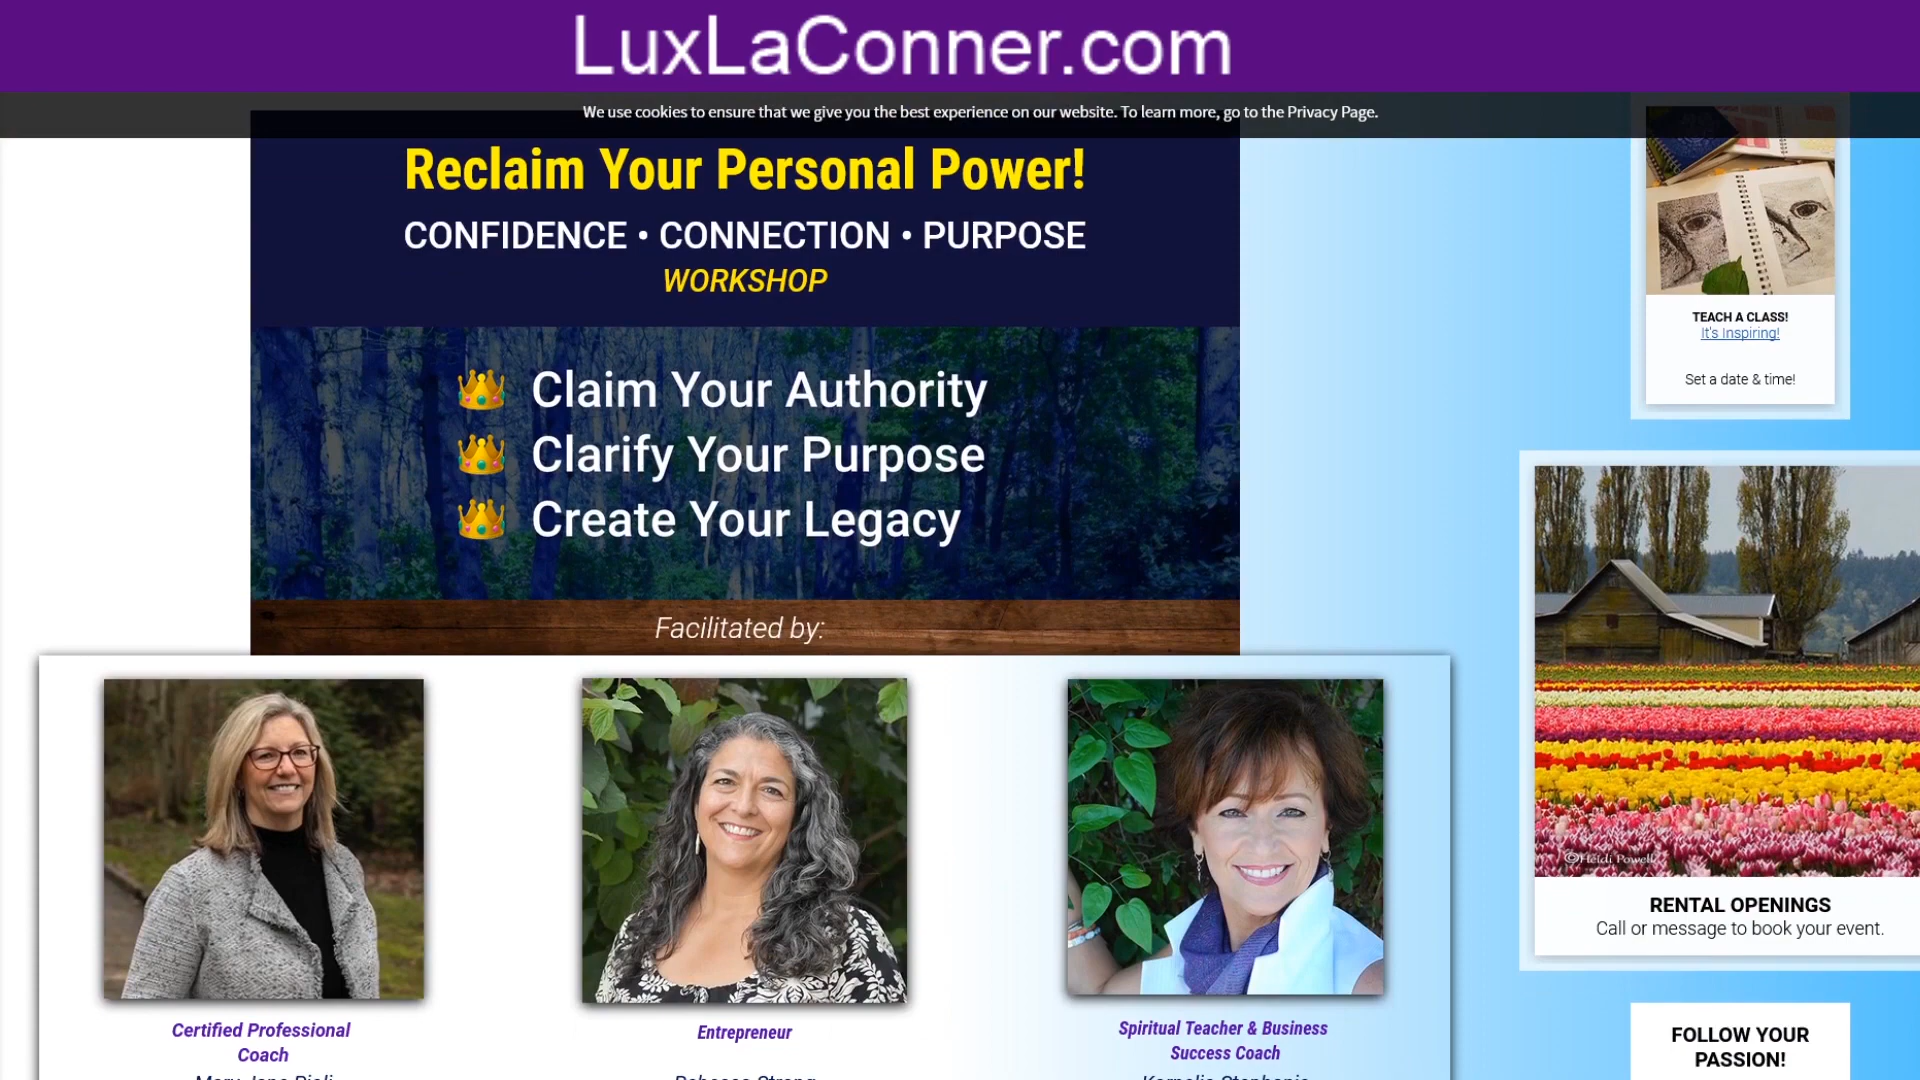 LuxLaConner.com
We use cookies to ensure that we give you the best experience on our website. To learn more, go to the Privacy Page.
Reclaim Your Personal Power!
CONFIDENCE • CONNECTION • PURPOSE
WORKSHOP
Claim Your Authority
Clarify Your Purpose
Create Your Legacy
Facilitated by:
Certified Professional
Coach
Entrepreneur
Spiritual Teacher & Business
Success Coach
TEACH A CLASS!
It's Inspiring!
Set a date & time!
©Heidi Powell
RENTAL OPENINGS
Call or message to book your event.
FOLLOW YOUR
PASSION!